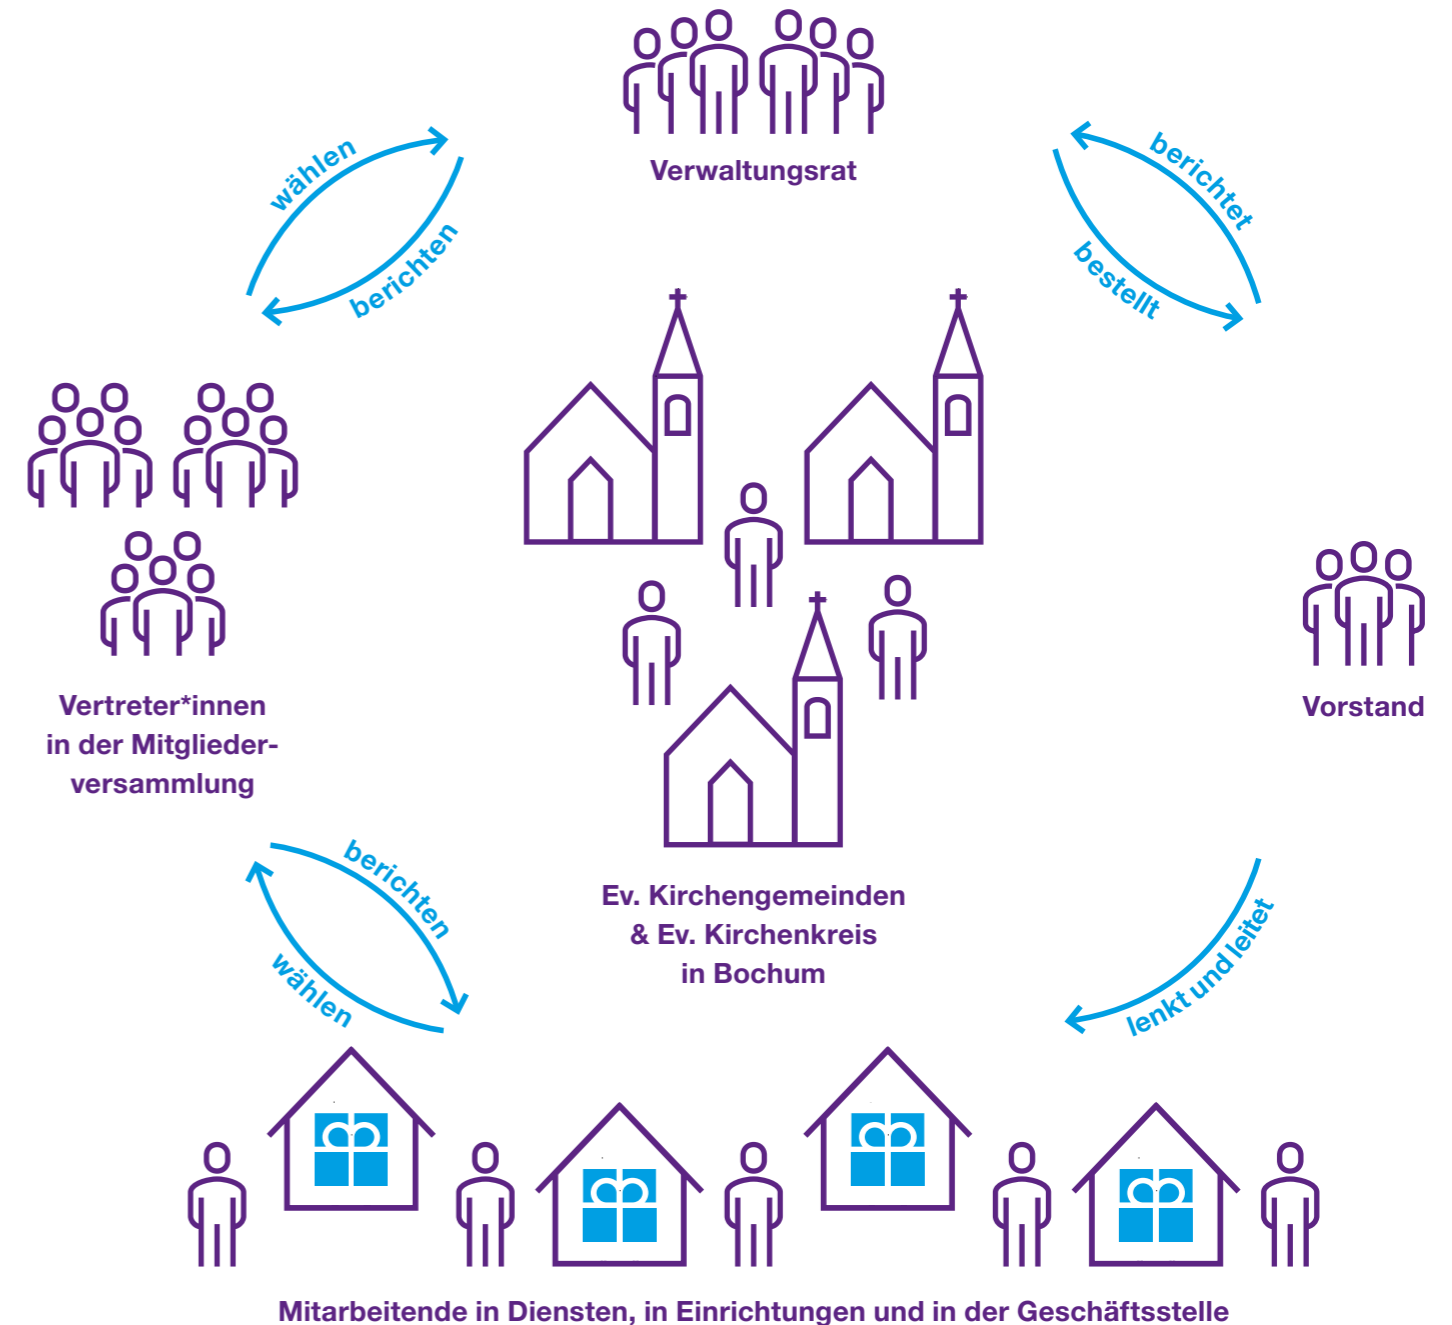 Verwaltungsrat
wählen
berichten
berichtet
bestellt
Vertreter*innen
in der Mitglieder-
versammlung
Vorstand
Ev. Kirchengemeinden
& Ev. Kirchenkreis
in Bochum
berichten
wählen
lenkt und leitet
Mitarbeitende in Diensten, in Einrichtungen und in der Geschäftsstelle